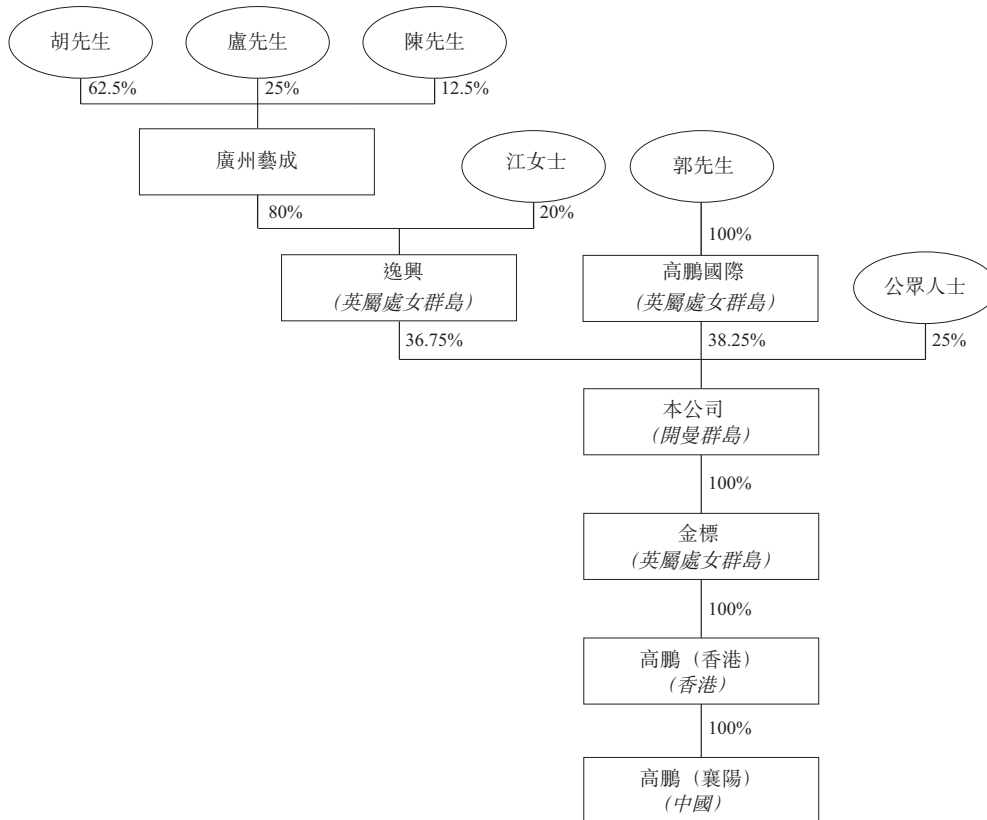 胡先生
盧先生
陳先生
62.5%
25%
12.5%
廣州藝成
江女士
郭先生
80%
20%
100%
逸興
(英屬處女群島)
高鵬國際
(英屬處女群島)
公眾人士
36.75%
38.25%
25%
本公司
(開曼群島)
100%
金標
(英屬處女群島)
100%
高鵬（香港）
(香港)
100%
高鵬（襄陽）
(中國)